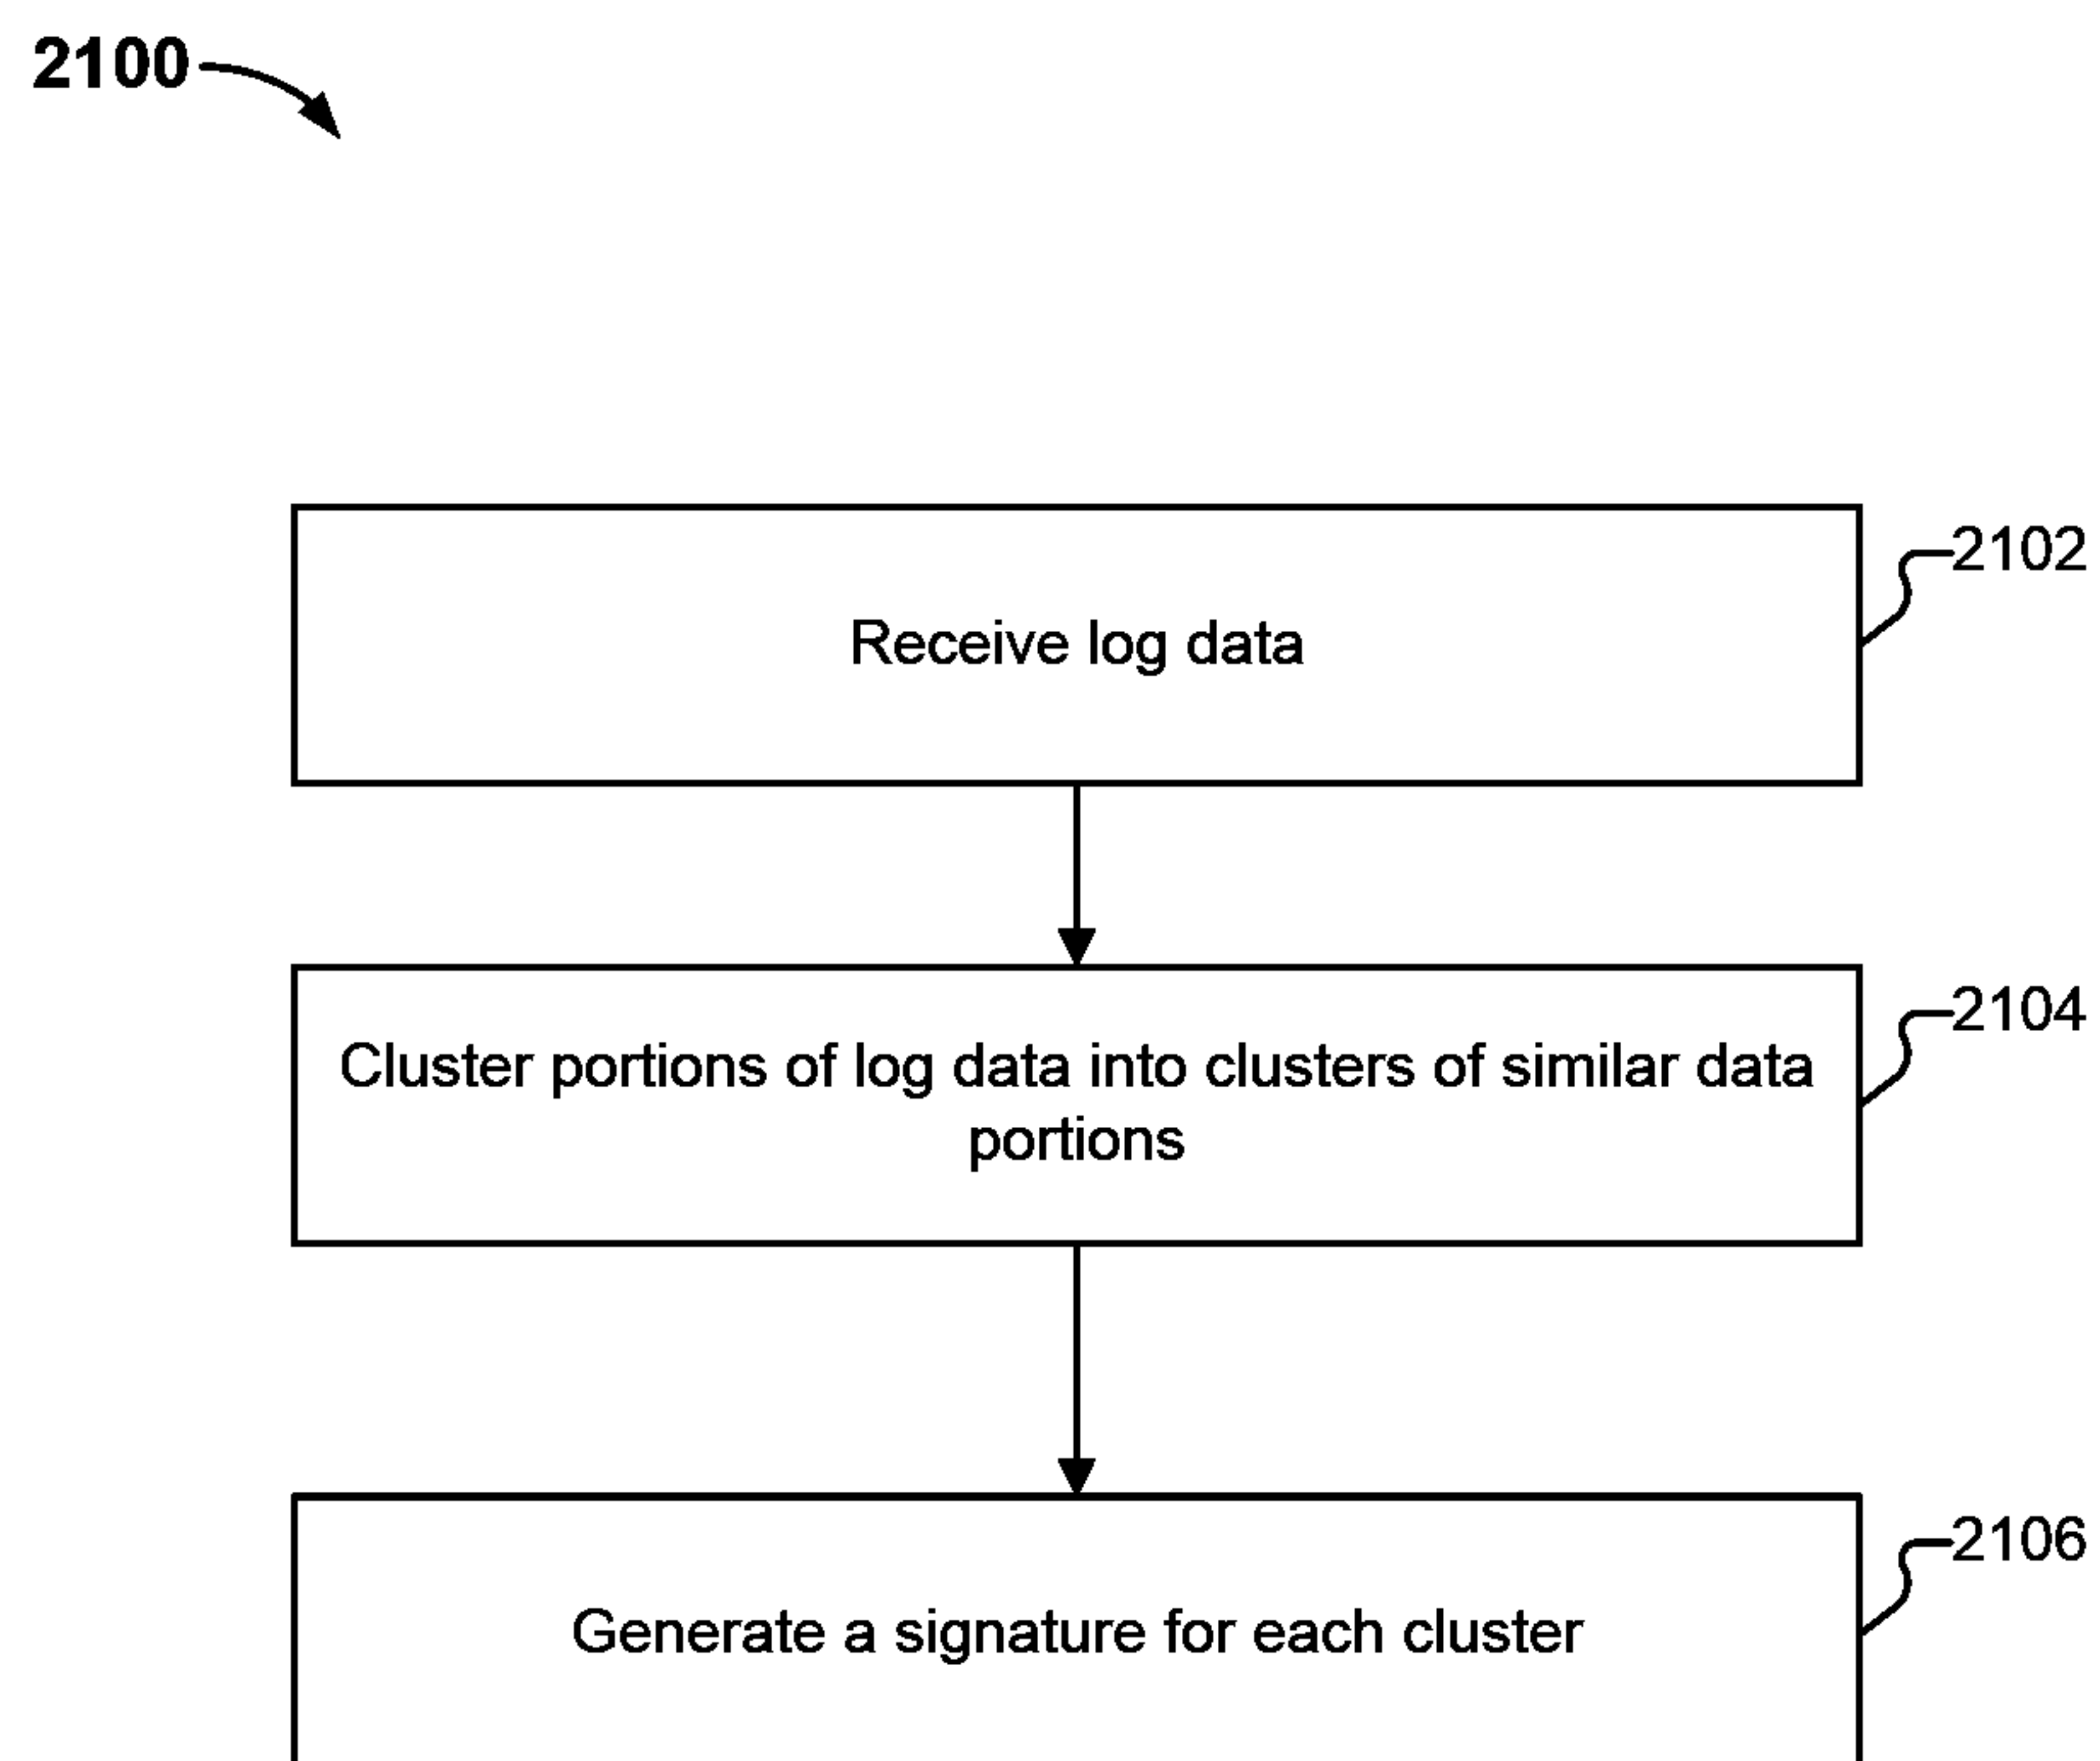 2100
2102
Receive log data
2104
Cluster portions of log data into clusters of similar data
portions
2106
Generate a signature for each cluster